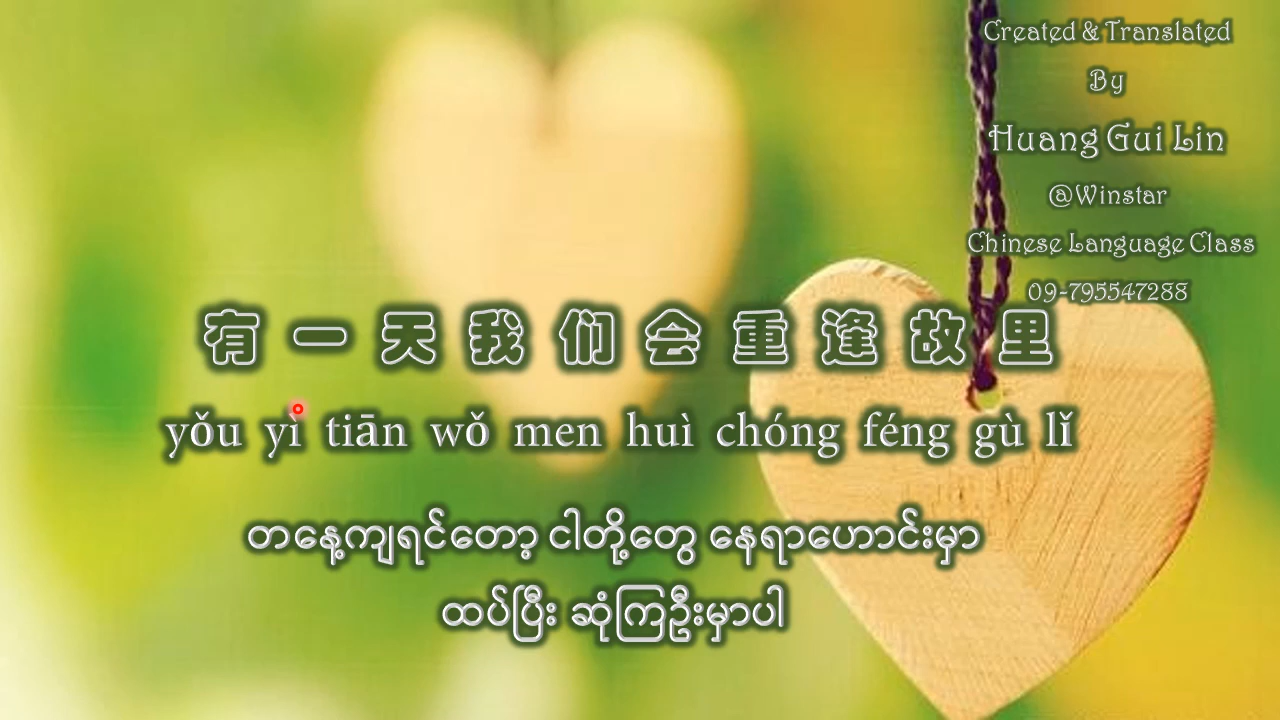 Created & Translated
By
Huang Gui Lin
@Winstar
Chinese Language Class
09-795547288
有一天我们会重逢故里
yǒu yì tiān wǒ men huì chóng féng gù lǐ
တနေ့ကျရင်တော့ ငါတို့တွေ နေရာဟောင်းမှာ
ထပ်ပြီး ဆုံကြဦးမှာပါ